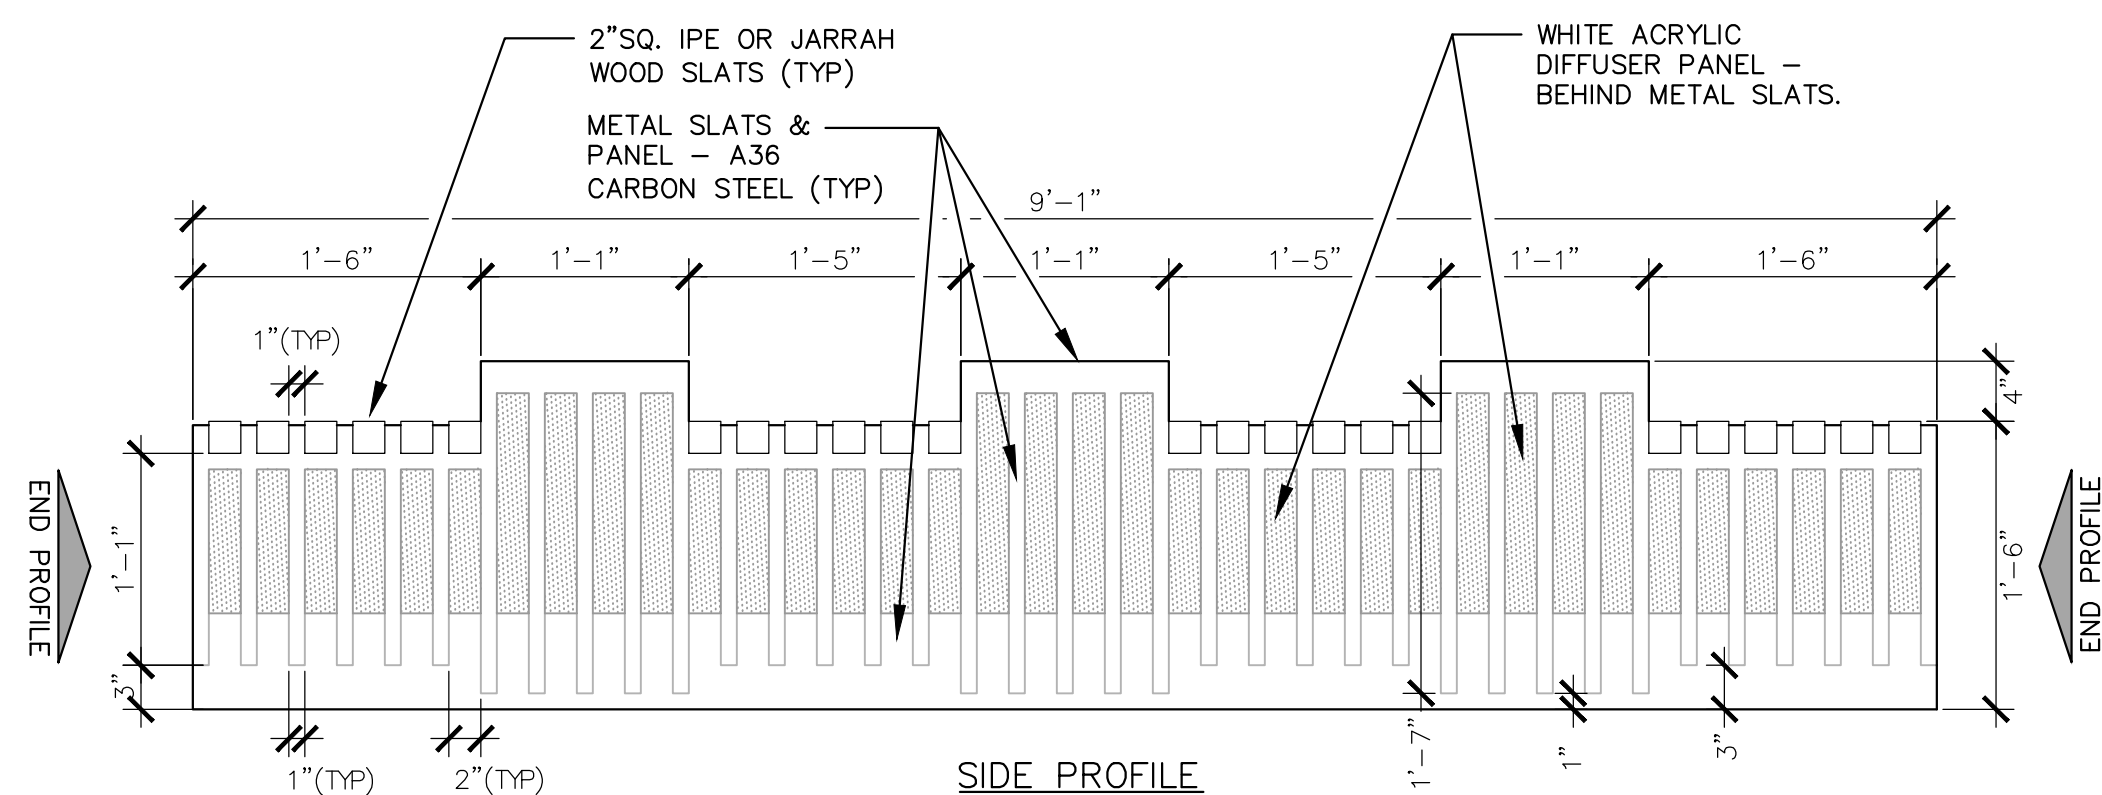 2”SQ. IPE OR JARRAH
WOOD SLATS (TYP)
METAL SLATS &
PANEL – A36
CARBON STEEL (TYP)
WHITE ACRYLIC
DIFFUSER PANEL –
BEHIND METAL SLATS.
9’–1”
1’–6”
1’–1”
1’–5”
1’–1”
1’–5”
1’–1”
1’–6”
1”(TYP)
4”
END PROFILE
1’–1”
3”
1’–6”
END PROFILE
1”(TYP)
2”(TYP)
1’–7”
1”
3”
SIDE PROFILE